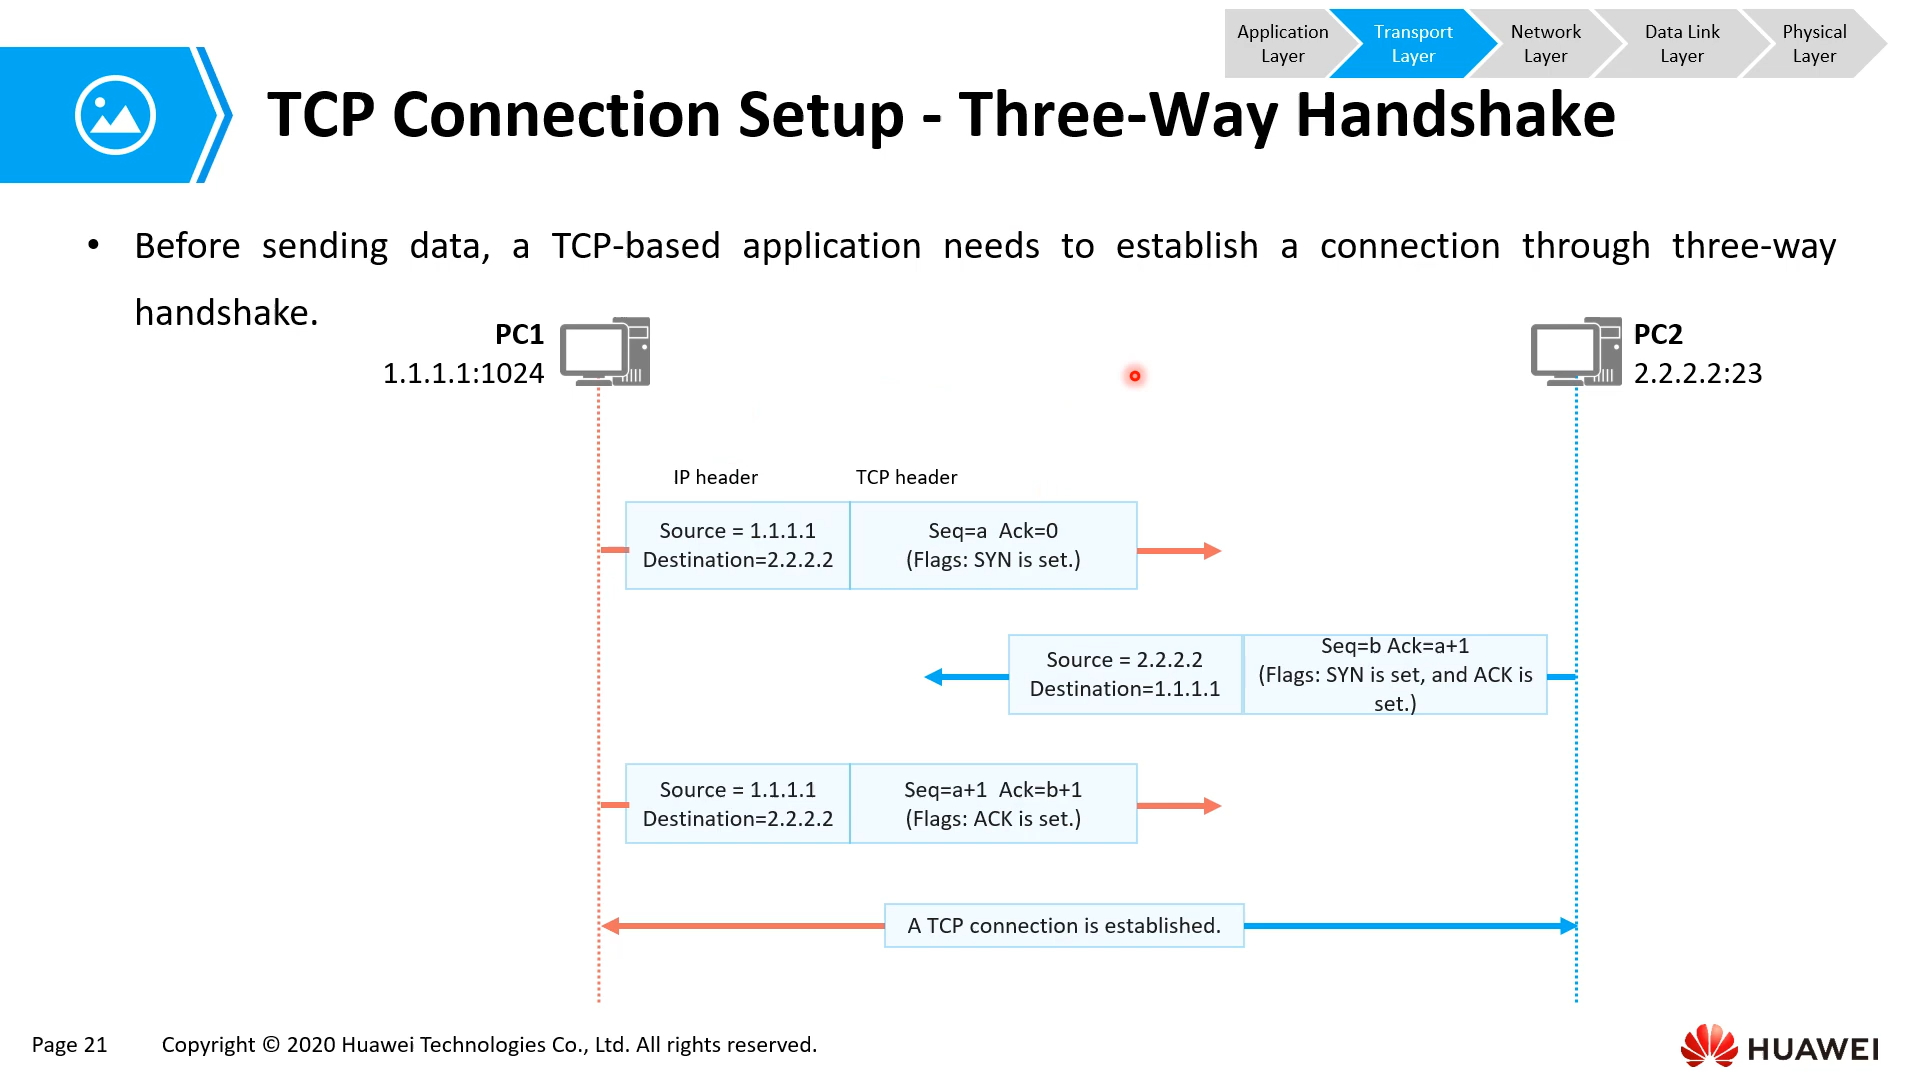 Application Layer
Transport Layer
Network Layer
Data Link Layer
Physical Layer
TCP Connection Setup - Three-Way Handshake
• Before sending data, a TCP-based application needs to establish a connection through three-way
handshake.
PC1
1.1.1.1:1024
PC2
2.2.2.2:23
IP header
TCP header
Source = 1.1.1.1
Destination=2.2.2.2
Seq=a Ack=0
(Flags: SYN is set.)
Source = 2.2.2.2
Destination=1.1.1.1
Seq=b Ack=a+1
(Flags: SYN is set, and ACK is
set.)
Source = 1.1.1.1
Destination=2.2.2.2
Seq=a+1 Ack=b+1
(Flags: ACK is set.)
A TCP connection is established.
Page 21
Copyright © 2020 Huawei Technologies Co., Ltd. All rights reserved.
HUAWEI